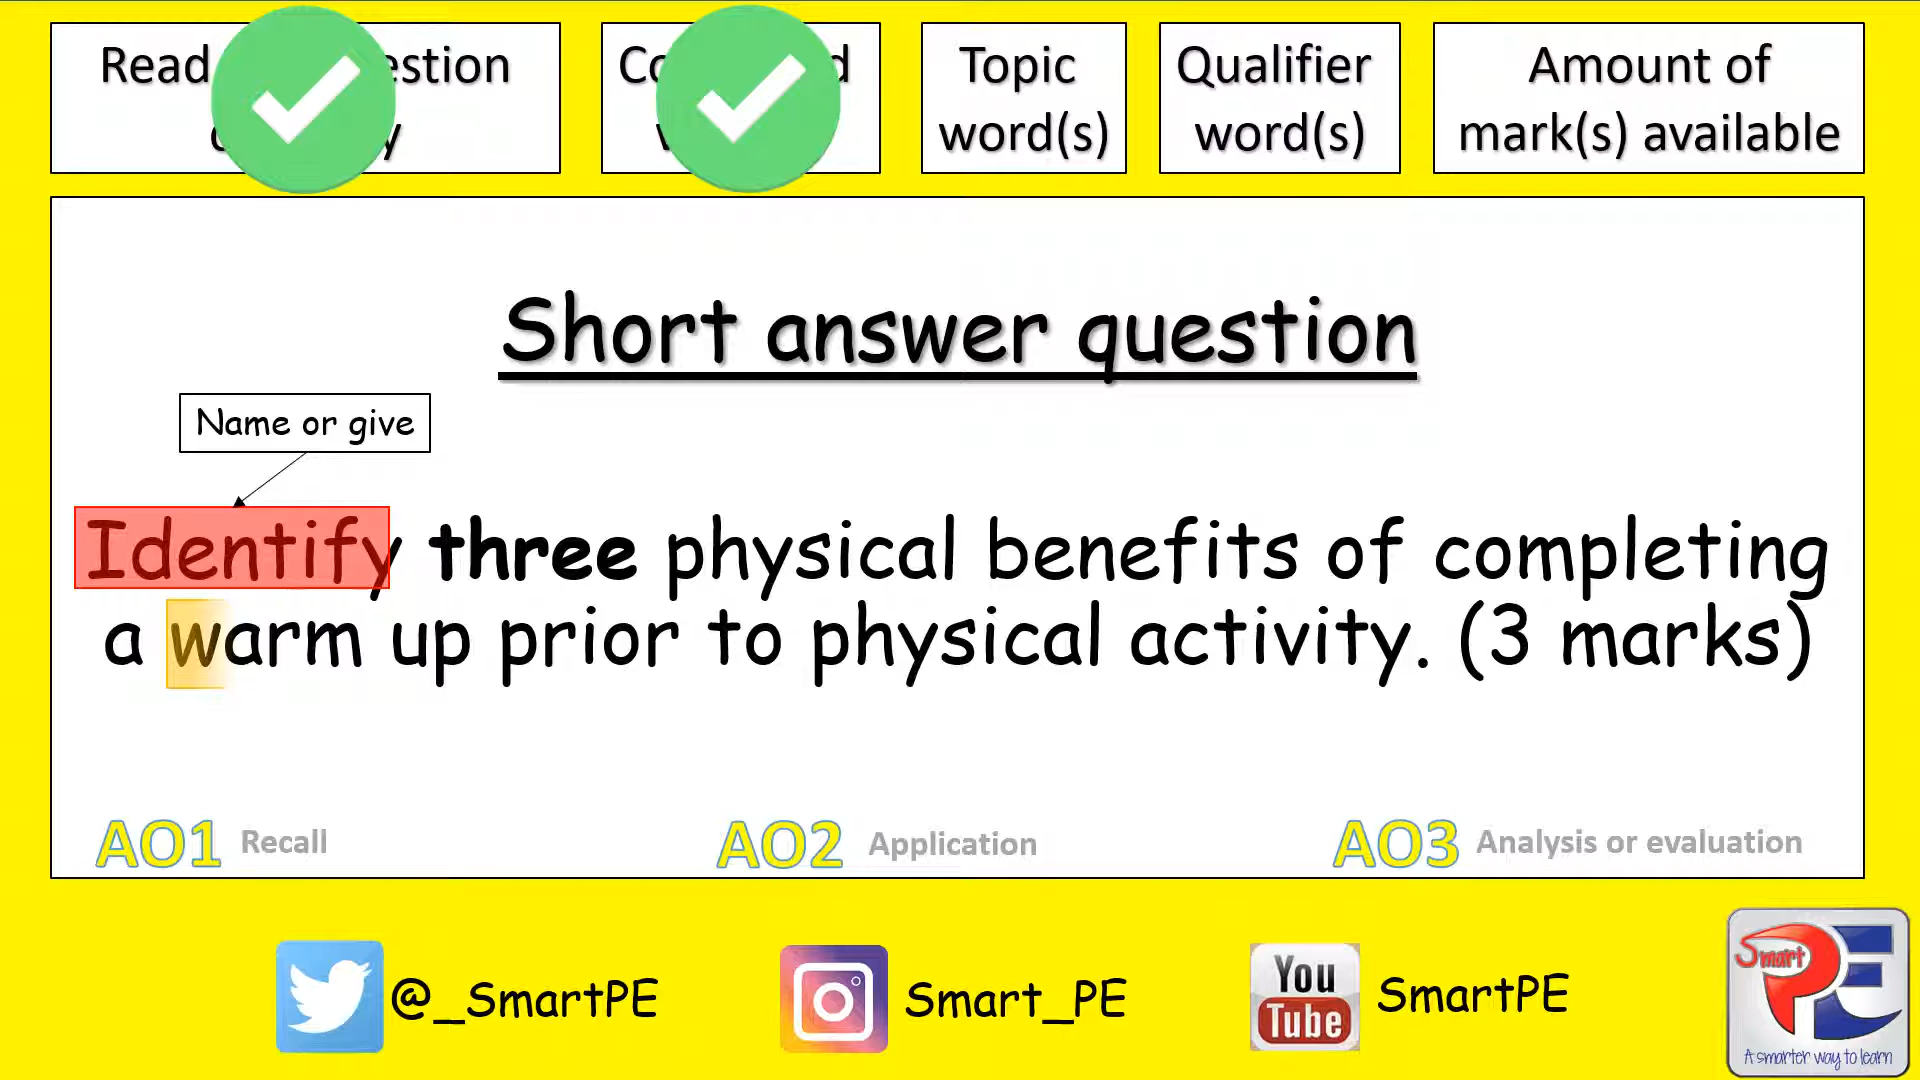 Read estion
Topic
word(s)
Qualifier
word(s)
Amount of
mark(s) available
Short answer question
Name or give
Identify three physical benefits of completing
a warm up prior to physical activity. (3 marks)
AO1 Recall
AO2 Application
AO3 Analysis or evaluation
@_SmartPE
Smart_PE
You
Tube
SmartPE
Smart
PE
A smarter way to learn